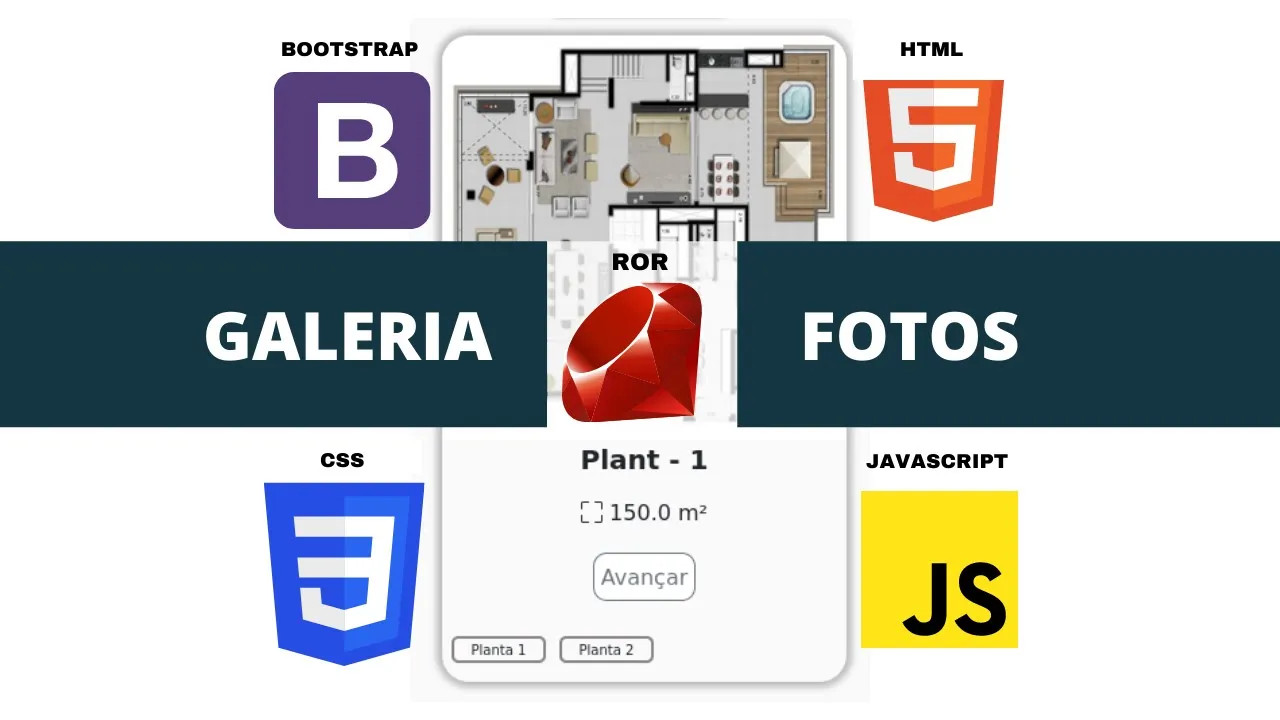 BOOTSTRAP
HTML
B
5
ROR
GALERIA
FOTOS
CSS
JAVASCRIPT
Plant - 1
150.0 m²
3
Avançar
JS
Planta 1
Planta 2